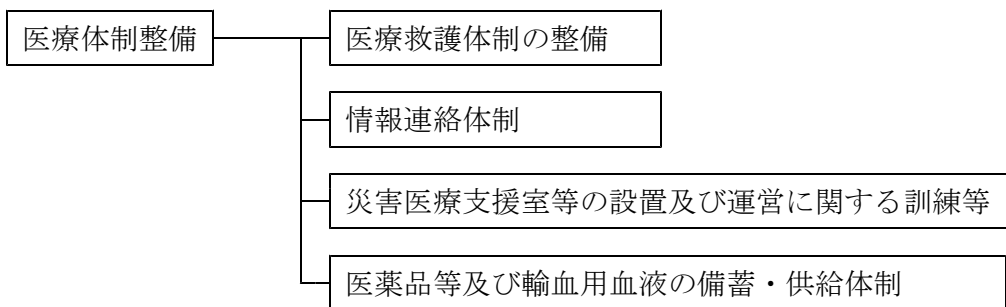 医療体制整備
医療救護体制の整備
情報連絡体制
災害医療支援室等の設置及び運営に関する訓練等
医薬品等及び輸血用血液の備蓄・供給体制